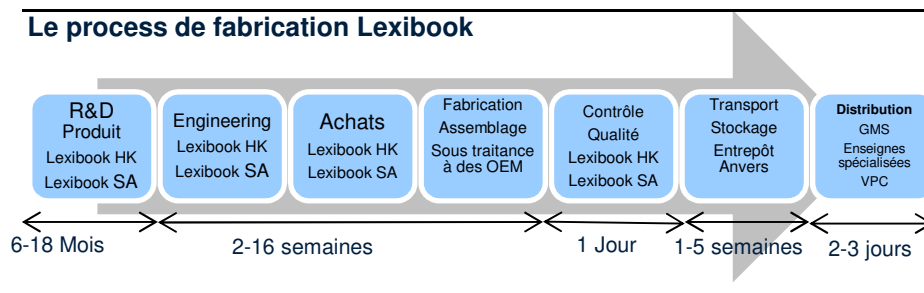 Le process de fabrication Lexibook
R&D
Produit
Lexibook HK
Lexibook SA
Engineering
Lexibook HK
Lexibook SA
Achats
Lexibook HK
Lexibook SA
Fabrication
Assemblage
Sous traitance
à des OEM
Contrôle
Qualité
Lexibook HK
Lexibook SA
Transport
Stockage
Entrepôt
Anvers
Distribution
GMS
Enseignes
spécialisées
VPC
6-18 Mois
2-16 semaines
1 Jour
1-5 semaines
2-3 jours